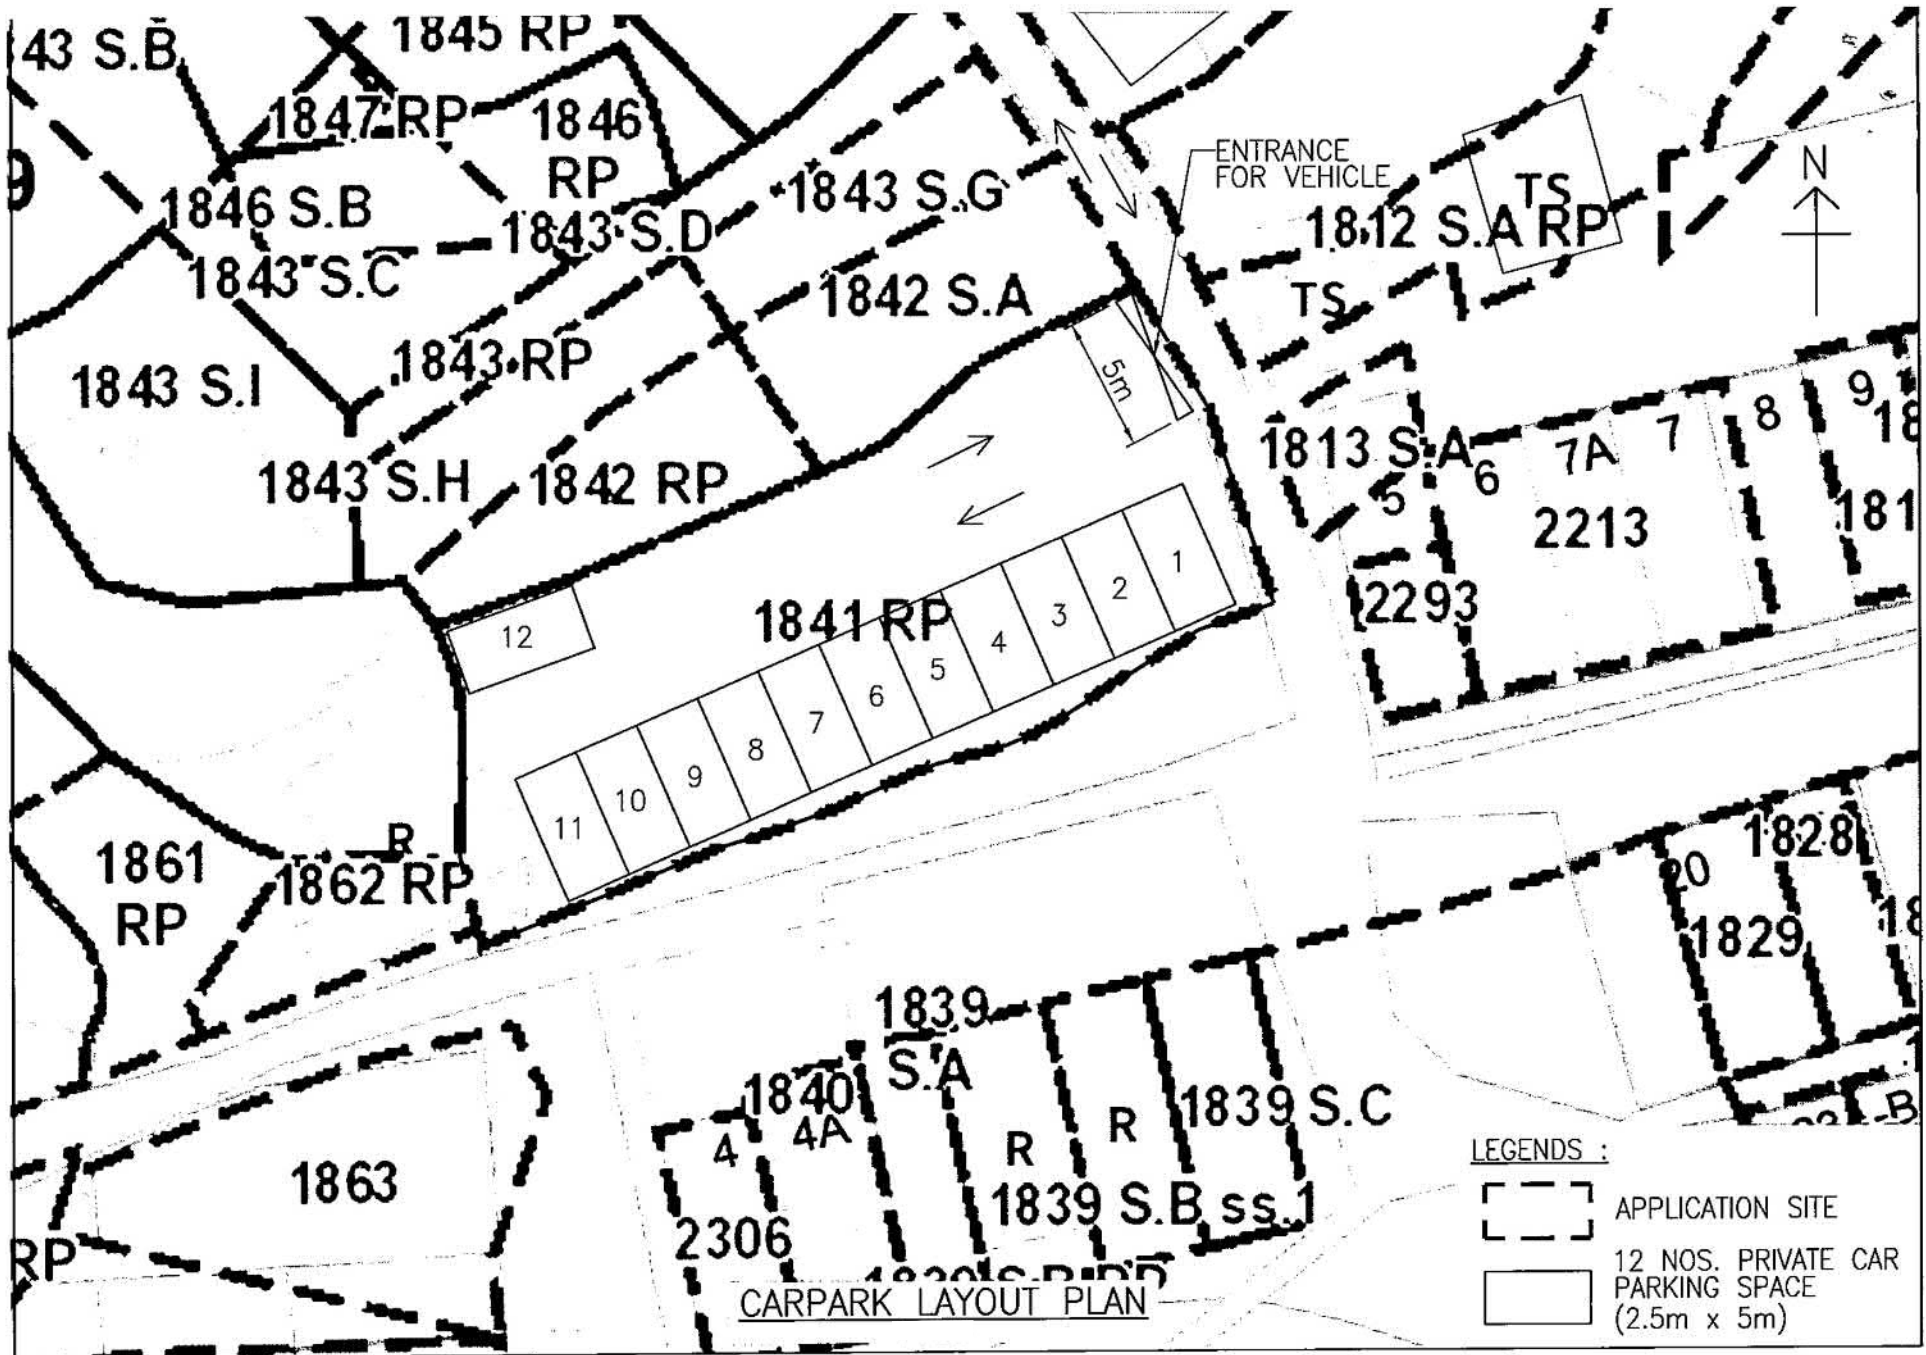 43 S.B
1845 RP
1847 RP
1846
RP
9
1846 S.B
1843 S.D
1843 S.G
1843 S.C
1842 S.A
ENTRANCE
FOR VEHICLE
TS
1812 S.A RP
TS
N
1843 S.I
1843 RP
5m
1843 S.H
1842 RP
1813 S.A
5
6
7A
7
8
9
18
2213
181
2293
12
1841 RP
1
2
3
4
5
6
7
8
9
10
11
R
1861
RP
1862 RP
1828
20
1829
18
1839
S.A
1840
4A
4
R
R
1839 S.C
1863
2306
1839 S.B ss.1
RP
CARPARK LAYOUT PLAN
LEGENDS :
APPLICATION SITE
12 NOS. PRIVATE CAR
PARKING SPACE
(2.5m x 5m)